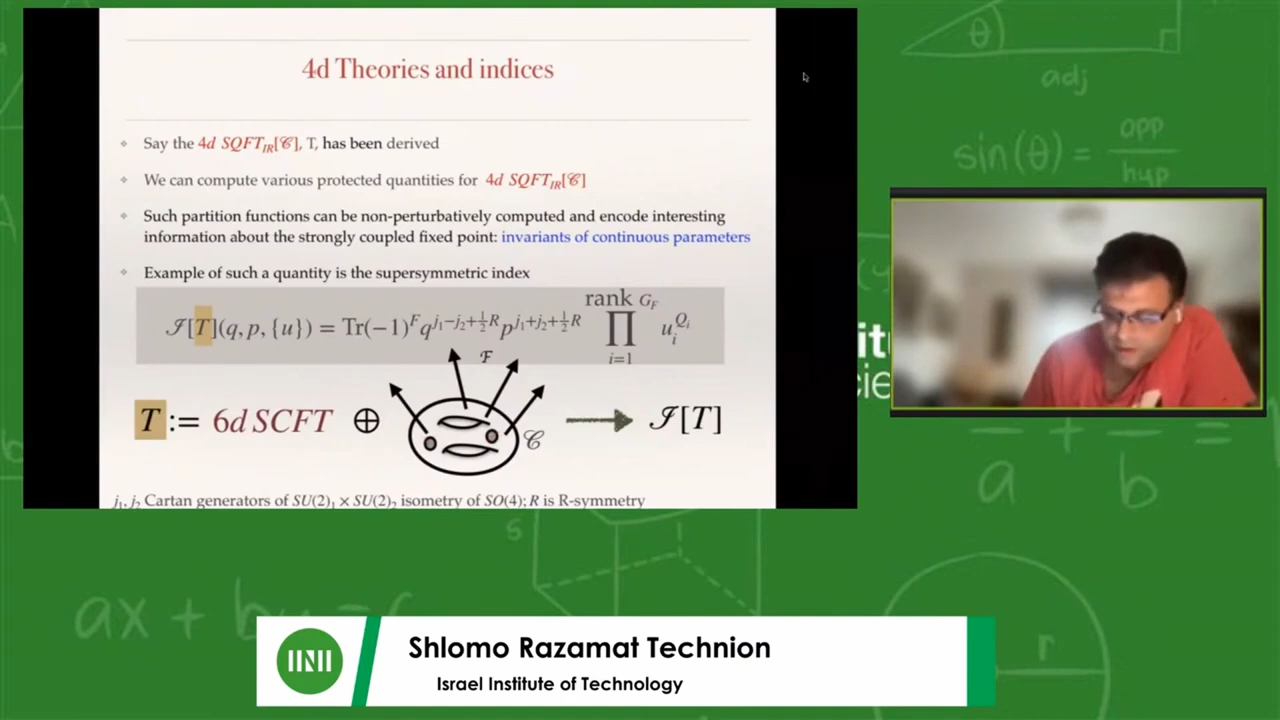 4d Theories and indices
Say the 4d SQFT_IR[𝒞], T, has been derived
We can compute various protected quantities for 4d SQFT_IR[𝒞]
Such partition functions can be non-perturbatively computed and encode interesting
information about the strongly coupled fixed point: invariants of continuous parameters
Example of such a quantity is the supersymmetric index
ℐ[T](q, p, {u}) = Tr(−1)^F q^{j₁−j₂+½R} p^{j₁+j₂+½R} ∏_{i=1}^{rank G_F} u_i^{Q_i}
ℱ
T := 6d SCFT ⊕ 𝒞 → ℐ[T]
j₁, j₂ Cartan generators of SU(2)₁ × SU(2)₂ isometry of SO(4); R is R-symmetry
θ
adj
sin(θ) = opp/hyp
itu
cie
a + b =
s
ax + by = c
r
Shlomo Razamat Technion
Israel Institute of Technology